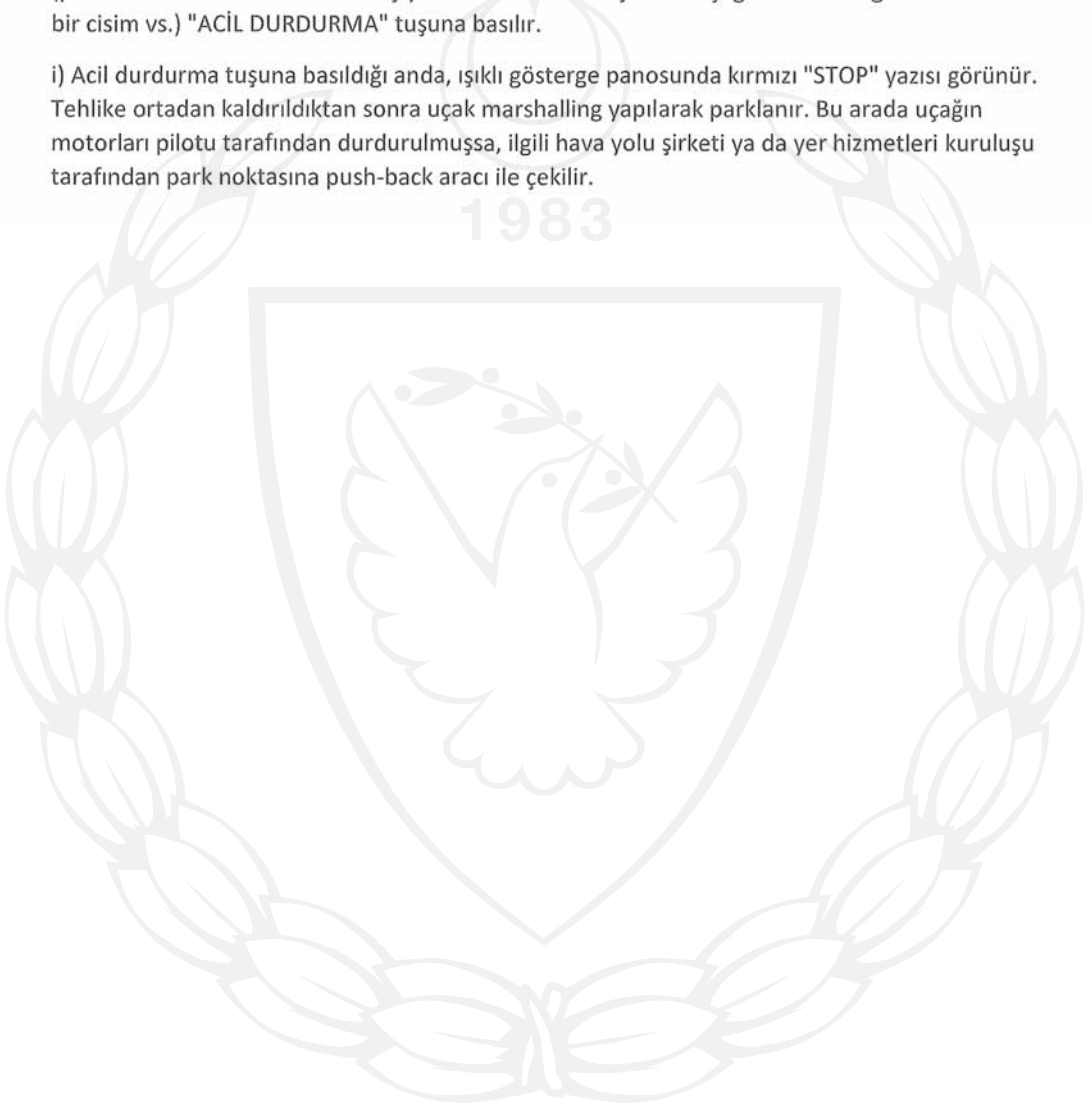 bir cisim vs.) "ACİL DURDURMA" tuşuna basılır.
i) Acil durdurma tuşuna basıldığı anda, ışıklı gösterge panosunda kırmızı "STOP" yazısı görünür.
Tehlike ortadan kaldırıldıktan sonra uçak marshalling yapılarak parklanır. Bu arada uçağın
motorları pilotu tarafından durdurulmuşsa, ilgili hava yolu şirketi ya da yer hizmetleri kuruluşu
tarafından park noktasına push-back aracı ile çekilir.
1983